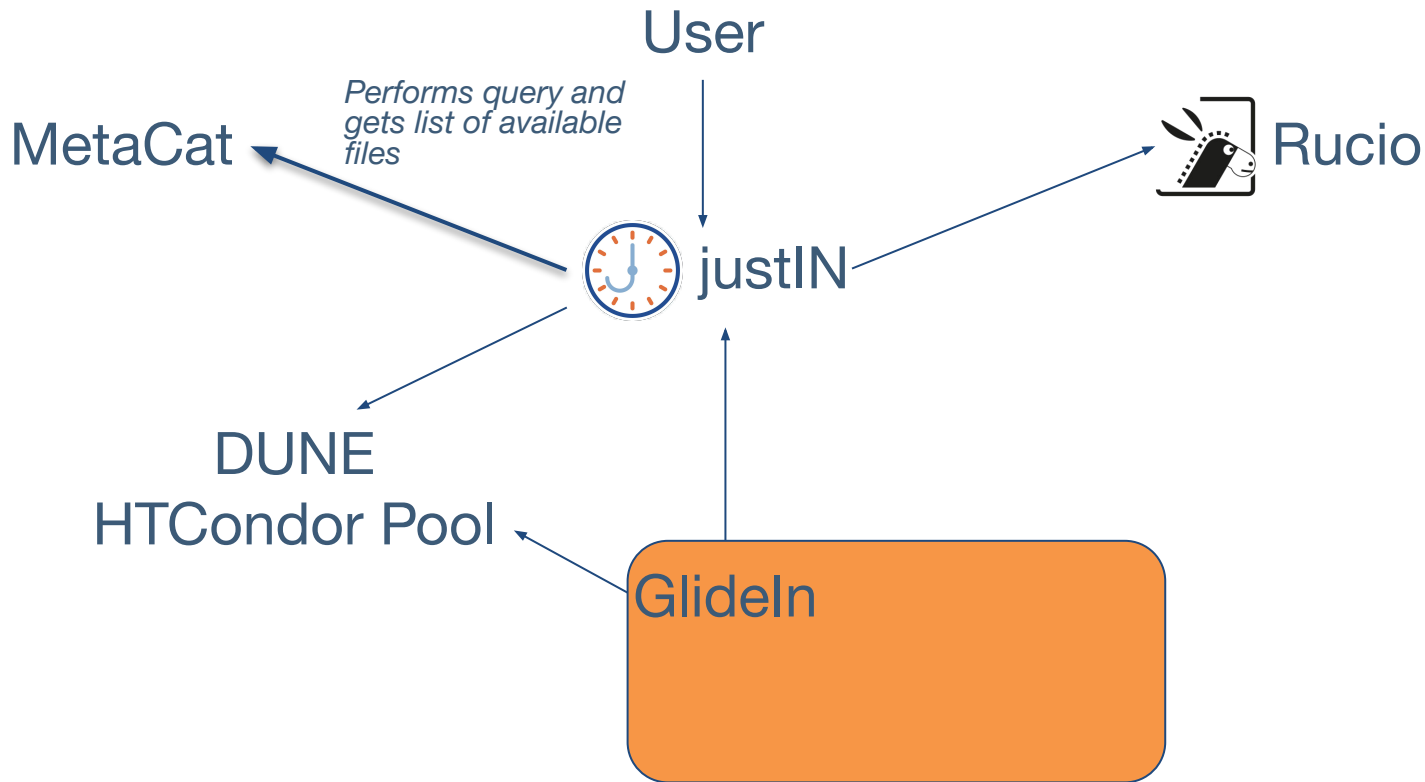 User
Performs query and
gets list of available
files
MetaCat
Rucio
justIN
DUNE
HTCondor Pool
GlideIn